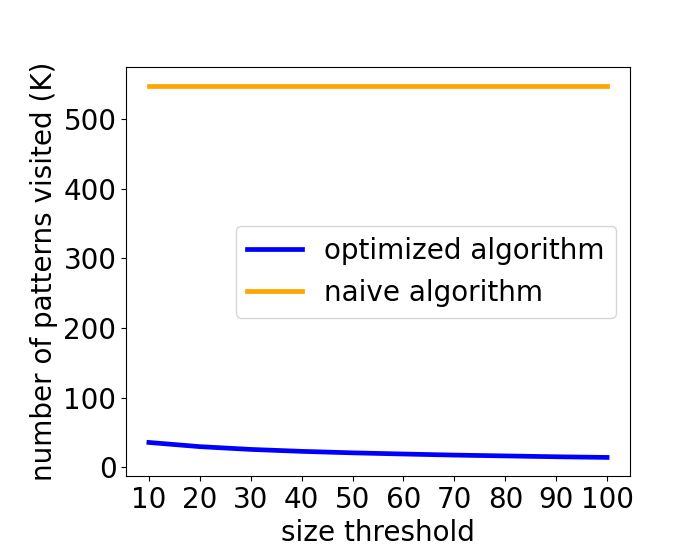 number of patterns visited (K)
500
400
300
200
100
0
optimized algorithm
naive algorithm
10 20 30 40 50 60 70 80 90 100
size threshold